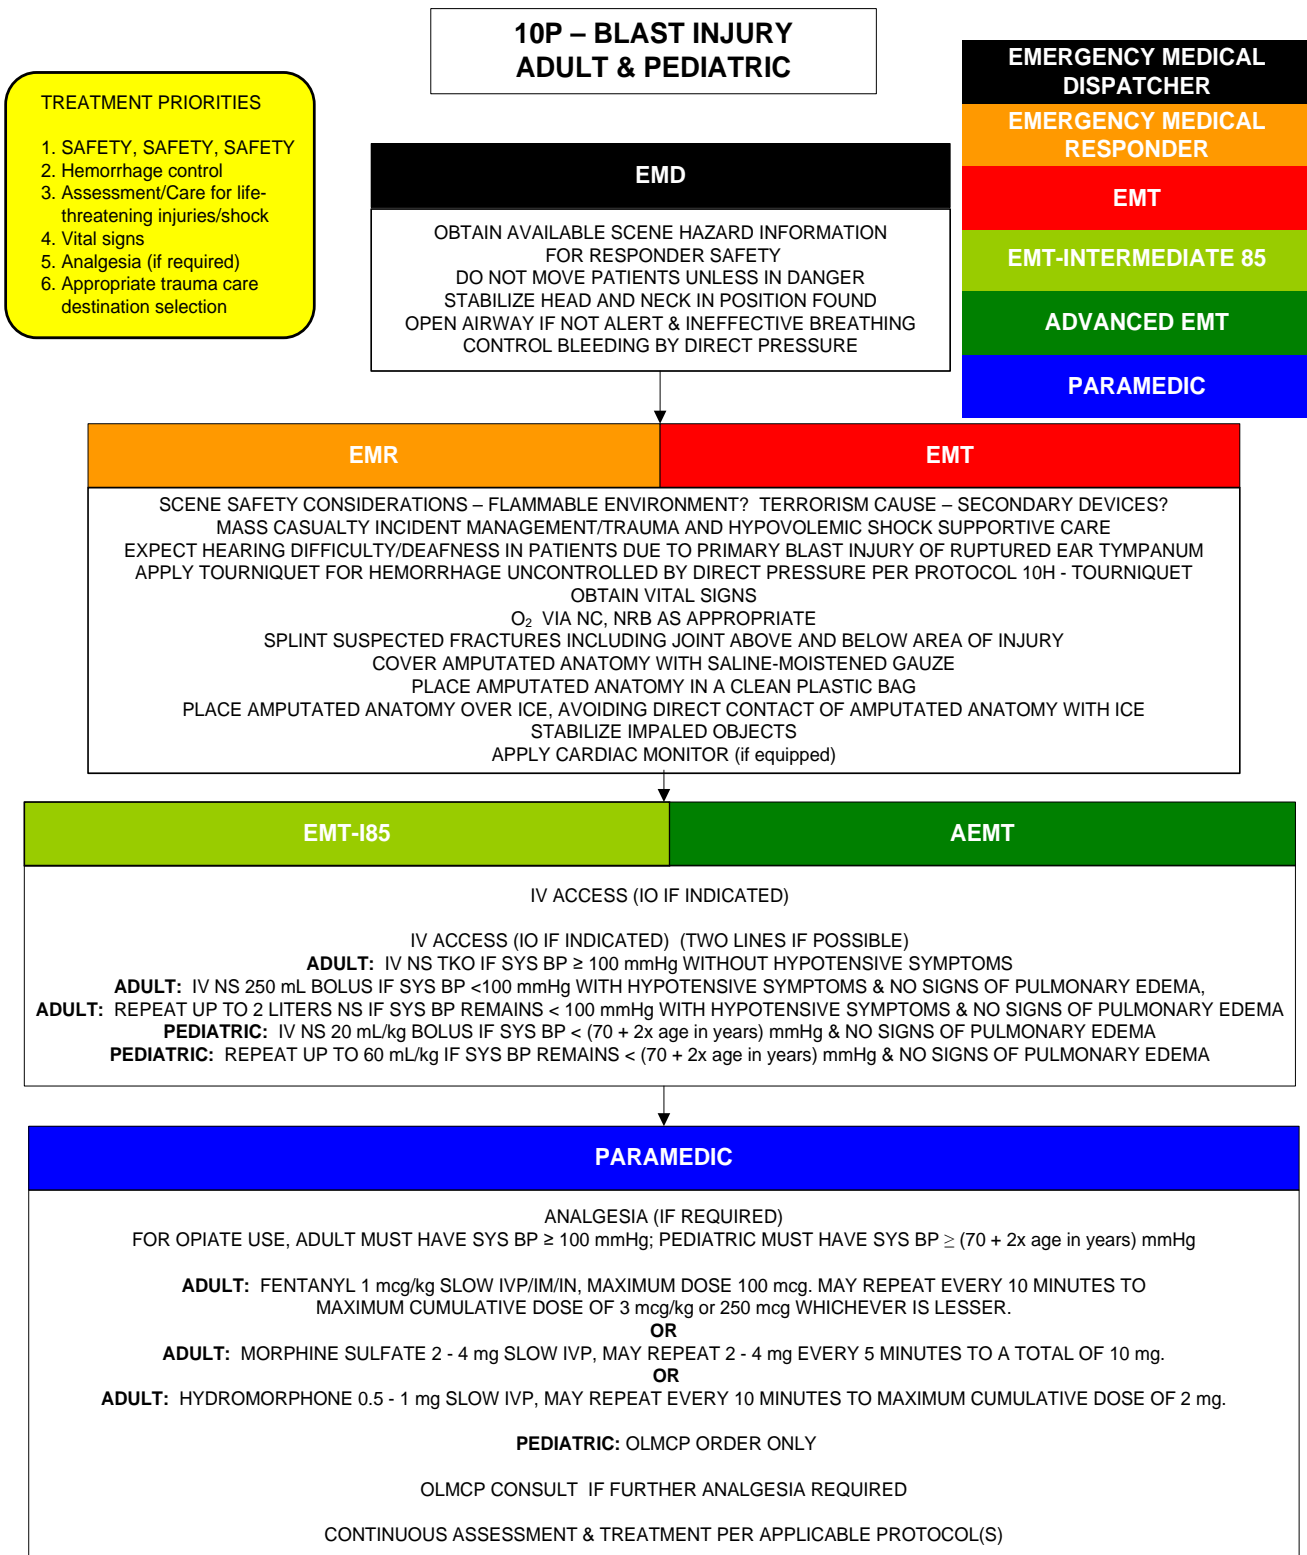 10P – BLAST INJURY
ADULT & PEDIATRIC
TREATMENT PRIORITIES
1. SAFETY, SAFETY, SAFETY
2. Hemorrhage control
3. Assessment/Care for life-
threatening injuries/shock
4. Vital signs
5. Analgesia (if required)
6. Appropriate trauma care
destination selection
EMERGENCY MEDICAL
DISPATCHER
EMERGENCY MEDICAL
RESPONDER
EMT
EMT-INTERMEDIATE 85
ADVANCED EMT
PARAMEDIC
EMD
OBTAIN AVAILABLE SCENE HAZARD INFORMATION
FOR RESPONDER SAFETY
DO NOT MOVE PATIENTS UNLESS IN DANGER
STABILIZE HEAD AND NECK IN POSITION FOUND
OPEN AIRWAY IF NOT ALERT & INEFFECTIVE BREATHING
CONTROL BLEEDING BY DIRECT PRESSURE
EMR
EMT
SCENE SAFETY CONSIDERATIONS – FLAMMABLE ENVIRONMENT? TERRORISM CAUSE – SECONDARY DEVICES?
MASS CASUALTY INCIDENT MANAGEMENT/TRAUMA AND HYPOVOLEMIC SHOCK SUPPORTIVE CARE
EXPECT HEARING DIFFICULTY/DEAFNESS IN PATIENTS DUE TO PRIMARY BLAST INJURY OF RUPTURED EAR TYMPANUM
APPLY TOURNIQUET FOR HEMORRHAGE UNCONTROLLED BY DIRECT PRESSURE PER PROTOCOL 10H - TOURNIQUET
OBTAIN VITAL SIGNS
O₂ VIA NC, NRB AS APPROPRIATE
SPLINT SUSPECTED FRACTURES INCLUDING JOINT ABOVE AND BELOW AREA OF INJURY
COVER AMPUTATED ANATOMY WITH SALINE-MOISTENED GAUZE
PLACE AMPUTATED ANATOMY IN A CLEAN PLASTIC BAG
PLACE AMPUTATED ANATOMY OVER ICE, AVOIDING DIRECT CONTACT OF AMPUTATED ANATOMY WITH ICE
STABILIZE IMPALED OBJECTS
APPLY CARDIAC MONITOR (if equipped)
EMT-I85
AEMT
IV ACCESS (IO IF INDICATED)
IV ACCESS (IO IF INDICATED) (TWO LINES IF POSSIBLE)
ADULT: IV NS TKO IF SYS BP ≥ 100 mmHg WITHOUT HYPOTENSIVE SYMPTOMS
ADULT: IV NS 250 mL BOLUS IF SYS BP <100 mmHg WITH HYPOTENSIVE SYMPTOMS & NO SIGNS OF PULMONARY EDEMA,
ADULT: REPEAT UP TO 2 LITERS NS IF SYS BP REMAINS < 100 mmHg WITH HYPOTENSIVE SYMPTOMS & NO SIGNS OF PULMONARY EDEMA
PEDIATRIC: IV NS 20 mL/kg BOLUS IF SYS BP < (70 + 2x age in years) mmHg & NO SIGNS OF PULMONARY EDEMA
PEDIATRIC: REPEAT UP TO 60 mL/kg IF SYS BP REMAINS < (70 + 2x age in years) mmHg & NO SIGNS OF PULMONARY EDEMA
PARAMEDIC
ANALGESIA (IF REQUIRED)
FOR OPIATE USE, ADULT MUST HAVE SYS BP ≥ 100 mmHg; PEDIATRIC MUST HAVE SYS BP ≥ (70 + 2x age in years) mmHg
ADULT: FENTANYL 1 mcg/kg SLOW IVP/IM/IN, MAXIMUM DOSE 100 mcg. MAY REPEAT EVERY 10 MINUTES TO
MAXIMUM CUMULATIVE DOSE OF 3 mcg/kg or 250 mcg WHICHEVER IS LESSER.
OR
ADULT: MORPHINE SULFATE 2 - 4 mg SLOW IVP, MAY REPEAT 2 - 4 mg EVERY 5 MINUTES TO A TOTAL OF 10 mg.
OR
ADULT: HYDROMORPHONE 0.5 - 1 mg SLOW IVP, MAY REPEAT EVERY 10 MINUTES TO MAXIMUM CUMULATIVE DOSE OF 2 mg.
PEDIATRIC: OLMCP ORDER ONLY
OLMCP CONSULT IF FURTHER ANALGESIA REQUIRED
CONTINUOUS ASSESSMENT & TREATMENT PER APPLICABLE PROTOCOL(S)